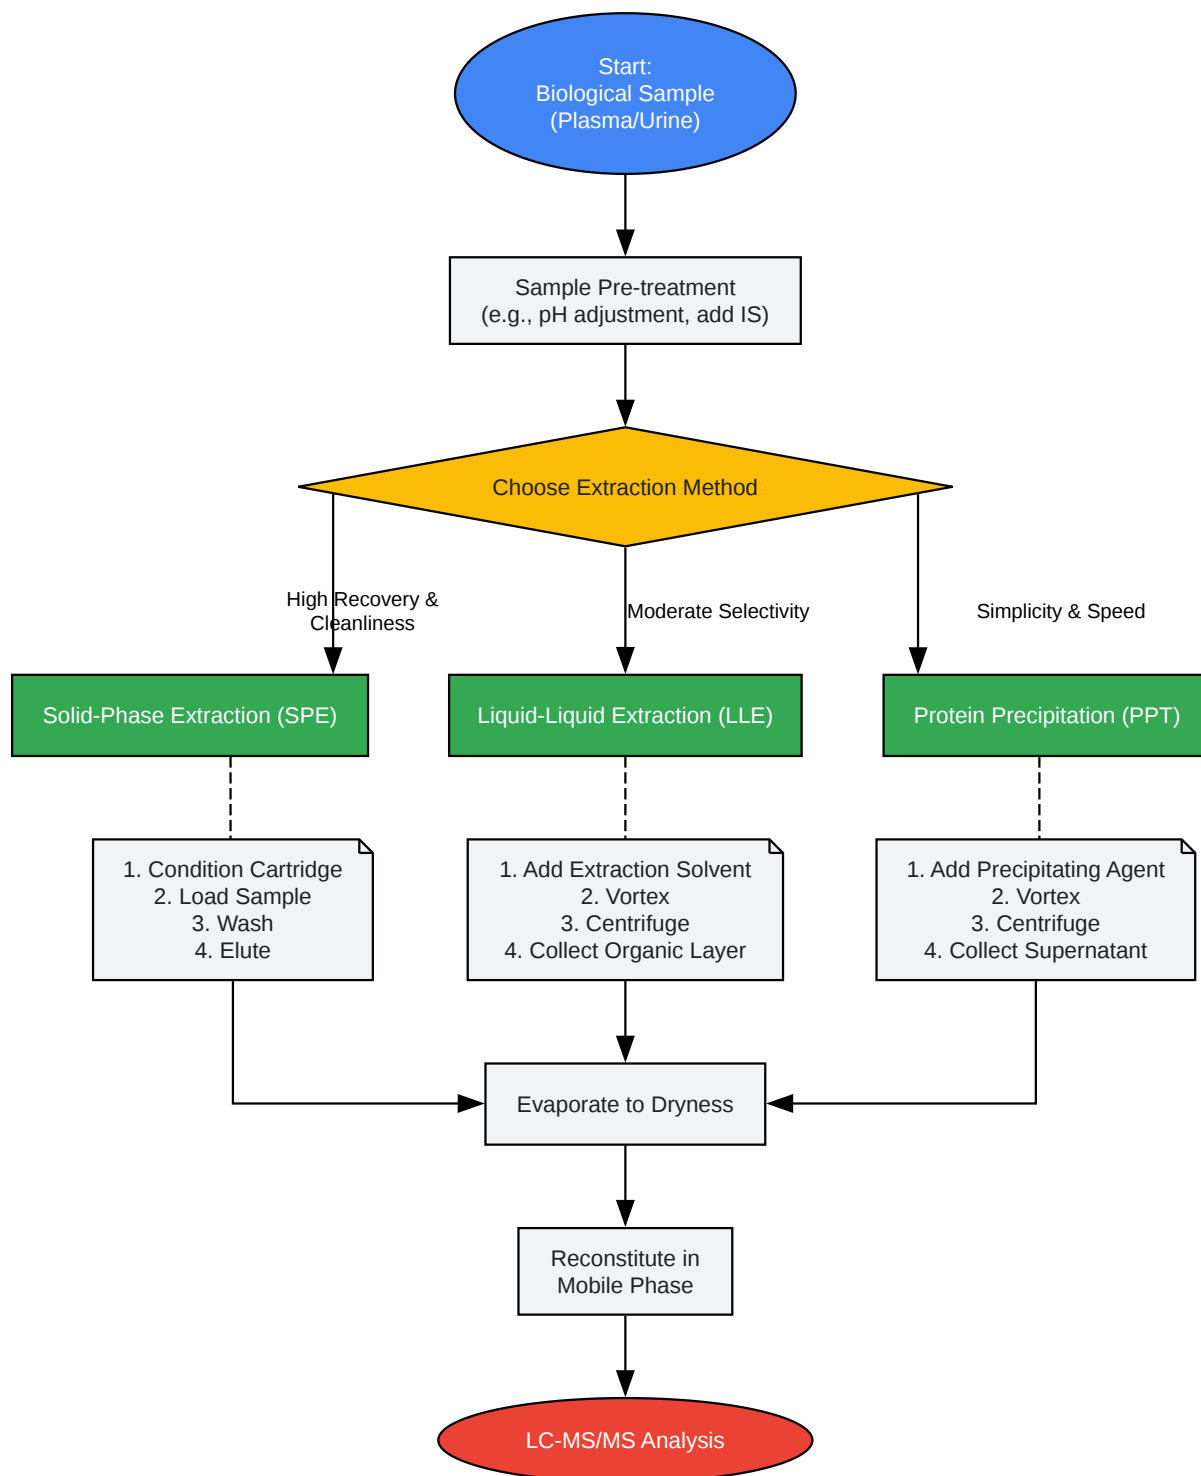 Start:
Biological Sample
(Plasma/Urine)
Sample Pre-treatment
(e.g., pH adjustment, add IS)
Choose Extraction Method
High Recovery &
Cleanliness
Moderate Selectivity
Simplicity & Speed
Solid-Phase Extraction (SPE)
Liquid-Liquid Extraction (LLE)
Protein Precipitation (PPT)
1. Condition Cartridge
2. Load Sample
3. Wash
4. Elute
1. Add Extraction Solvent
2. Vortex
3. Centrifuge
4. Collect Organic Layer
1. Add Precipitating Agent
2. Vortex
3. Centrifuge
4. Collect Supernatant
Evaporate to Dryness
Reconstitute in
Mobile Phase
LC-MS/MS Analysis